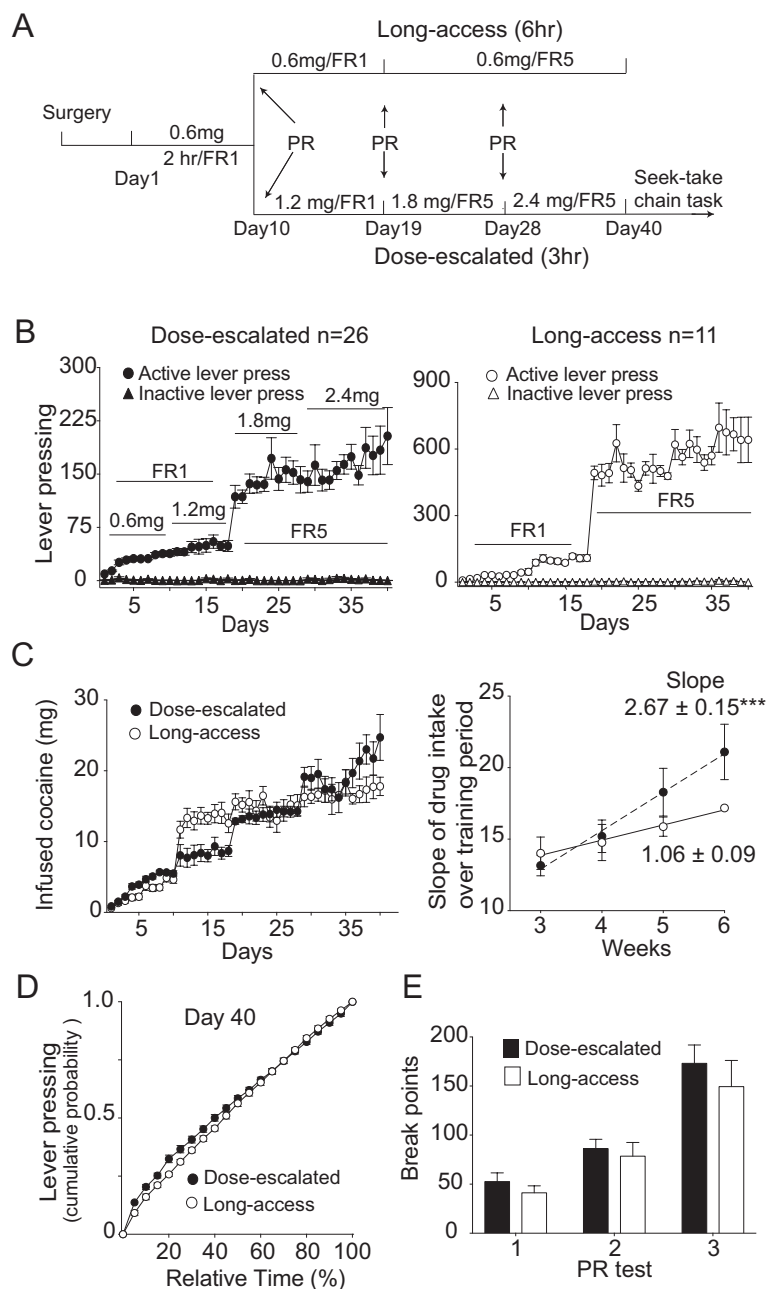 A
Long-access (6hr)
0.6mg/FR1
0.6mg/FR5
Surgery
0.6mg
2 hr/FR1
Day1
PR
PR
PR
1.2 mg/FR1
1.8 mg/FR5
2.4 mg/FR5
Seek-take
chain task
Day10
Day19
Day28
Day40
Dose-escalated (3hr)
B
Dose-escalated n=26
Lever pressing
300
225
150
75
0
Active lever press
Inactive lever press
2.4mg
1.8mg
FR1
0.6mg
1.2mg
FR5
5
15
25
35
Days
Long-access n=11
900
600
300
0
Active lever press
Inactive lever press
FR1
FR5
5
15
25
35
Days
C
Infused cocaine (mg)
30
20
10
0
Dose-escalated
Long-access
5
15
25
35
Days
Slope of drug intake
over training period
25
20
15
10
Slope
2.67 ± 0.15***
1.06 ± 0.09
3
4
5
6
Weeks
D
Lever pressing
(cumulative probability)
1.0
0.5
0
Day 40
Dose-escalated
Long-access
20
40
60
80
100
Relative Time (%)
E
Break points
200
150
100
50
0
Dose-escalated
Long-access
1
2
3
PR test